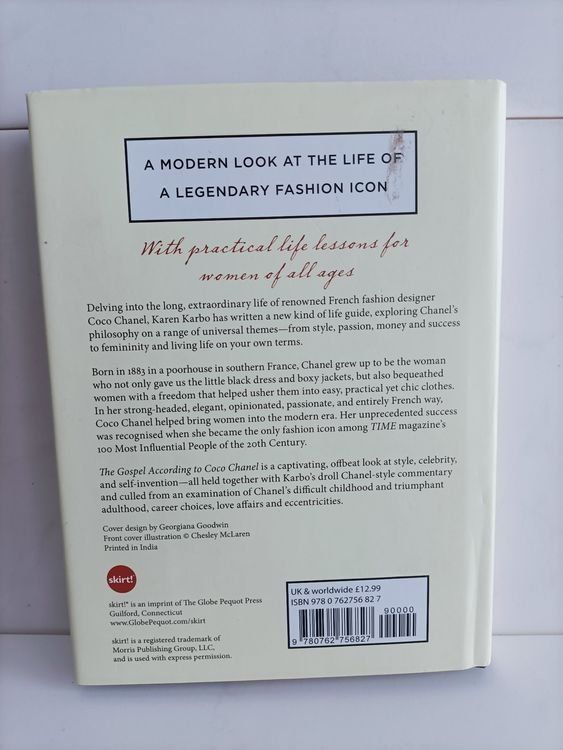 A MODERN LOOK AT THE LIFE OF
A LEGENDARY FASHION ICON
With practical life lessons for
women of all ages
Delving into the long, extraordinary life of renowned French fashion designer
Coco Chanel, Karen Karbo has written a new kind of life guide, exploring Chanel's
philosophy on a range of universal themes—from style, passion, money and success
to femininity and living life on your own terms.
Born in 1883 in a poorhouse in southern France, Chanel grew up to be the woman
who not only gave us the little black dress and boxy jackets, but also bequeathed
women with a freedom that helped usher them into easy, practical yet chic clothes.
In her strong-headed, elegant, opinionated, passionate, and entirely French way,
Coco Chanel helped bring women into the modern era. Her unprecedented success
was recognised when she became the only fashion icon among TIME magazine's
100 Most Influential People of the 20th Century.
The Gospel According to Coco Chanel is a captivating, offbeat look at style, celebrity,
and self-invention—all held together with Karbo's droll Chanel-style commentary
and culled from an examination of Chanel's difficult childhood and triumphant
adulthood, career choices, love affairs and eccentricities.
Cover design by Georgiana Goodwin
Front cover illustration © Chesley McLaren
Printed in India
skirt!
skirt!® is an imprint of The Globe Pequot Press
Guilford, Connecticut
www.GlobePequot.com/skirt
skirt! is a registered trademark of
Morris Publishing Group, LLC,
and is used with express permission.
UK & worldwide £12.99
ISBN 978 0 762756 82 7
90000
9 780762 756827